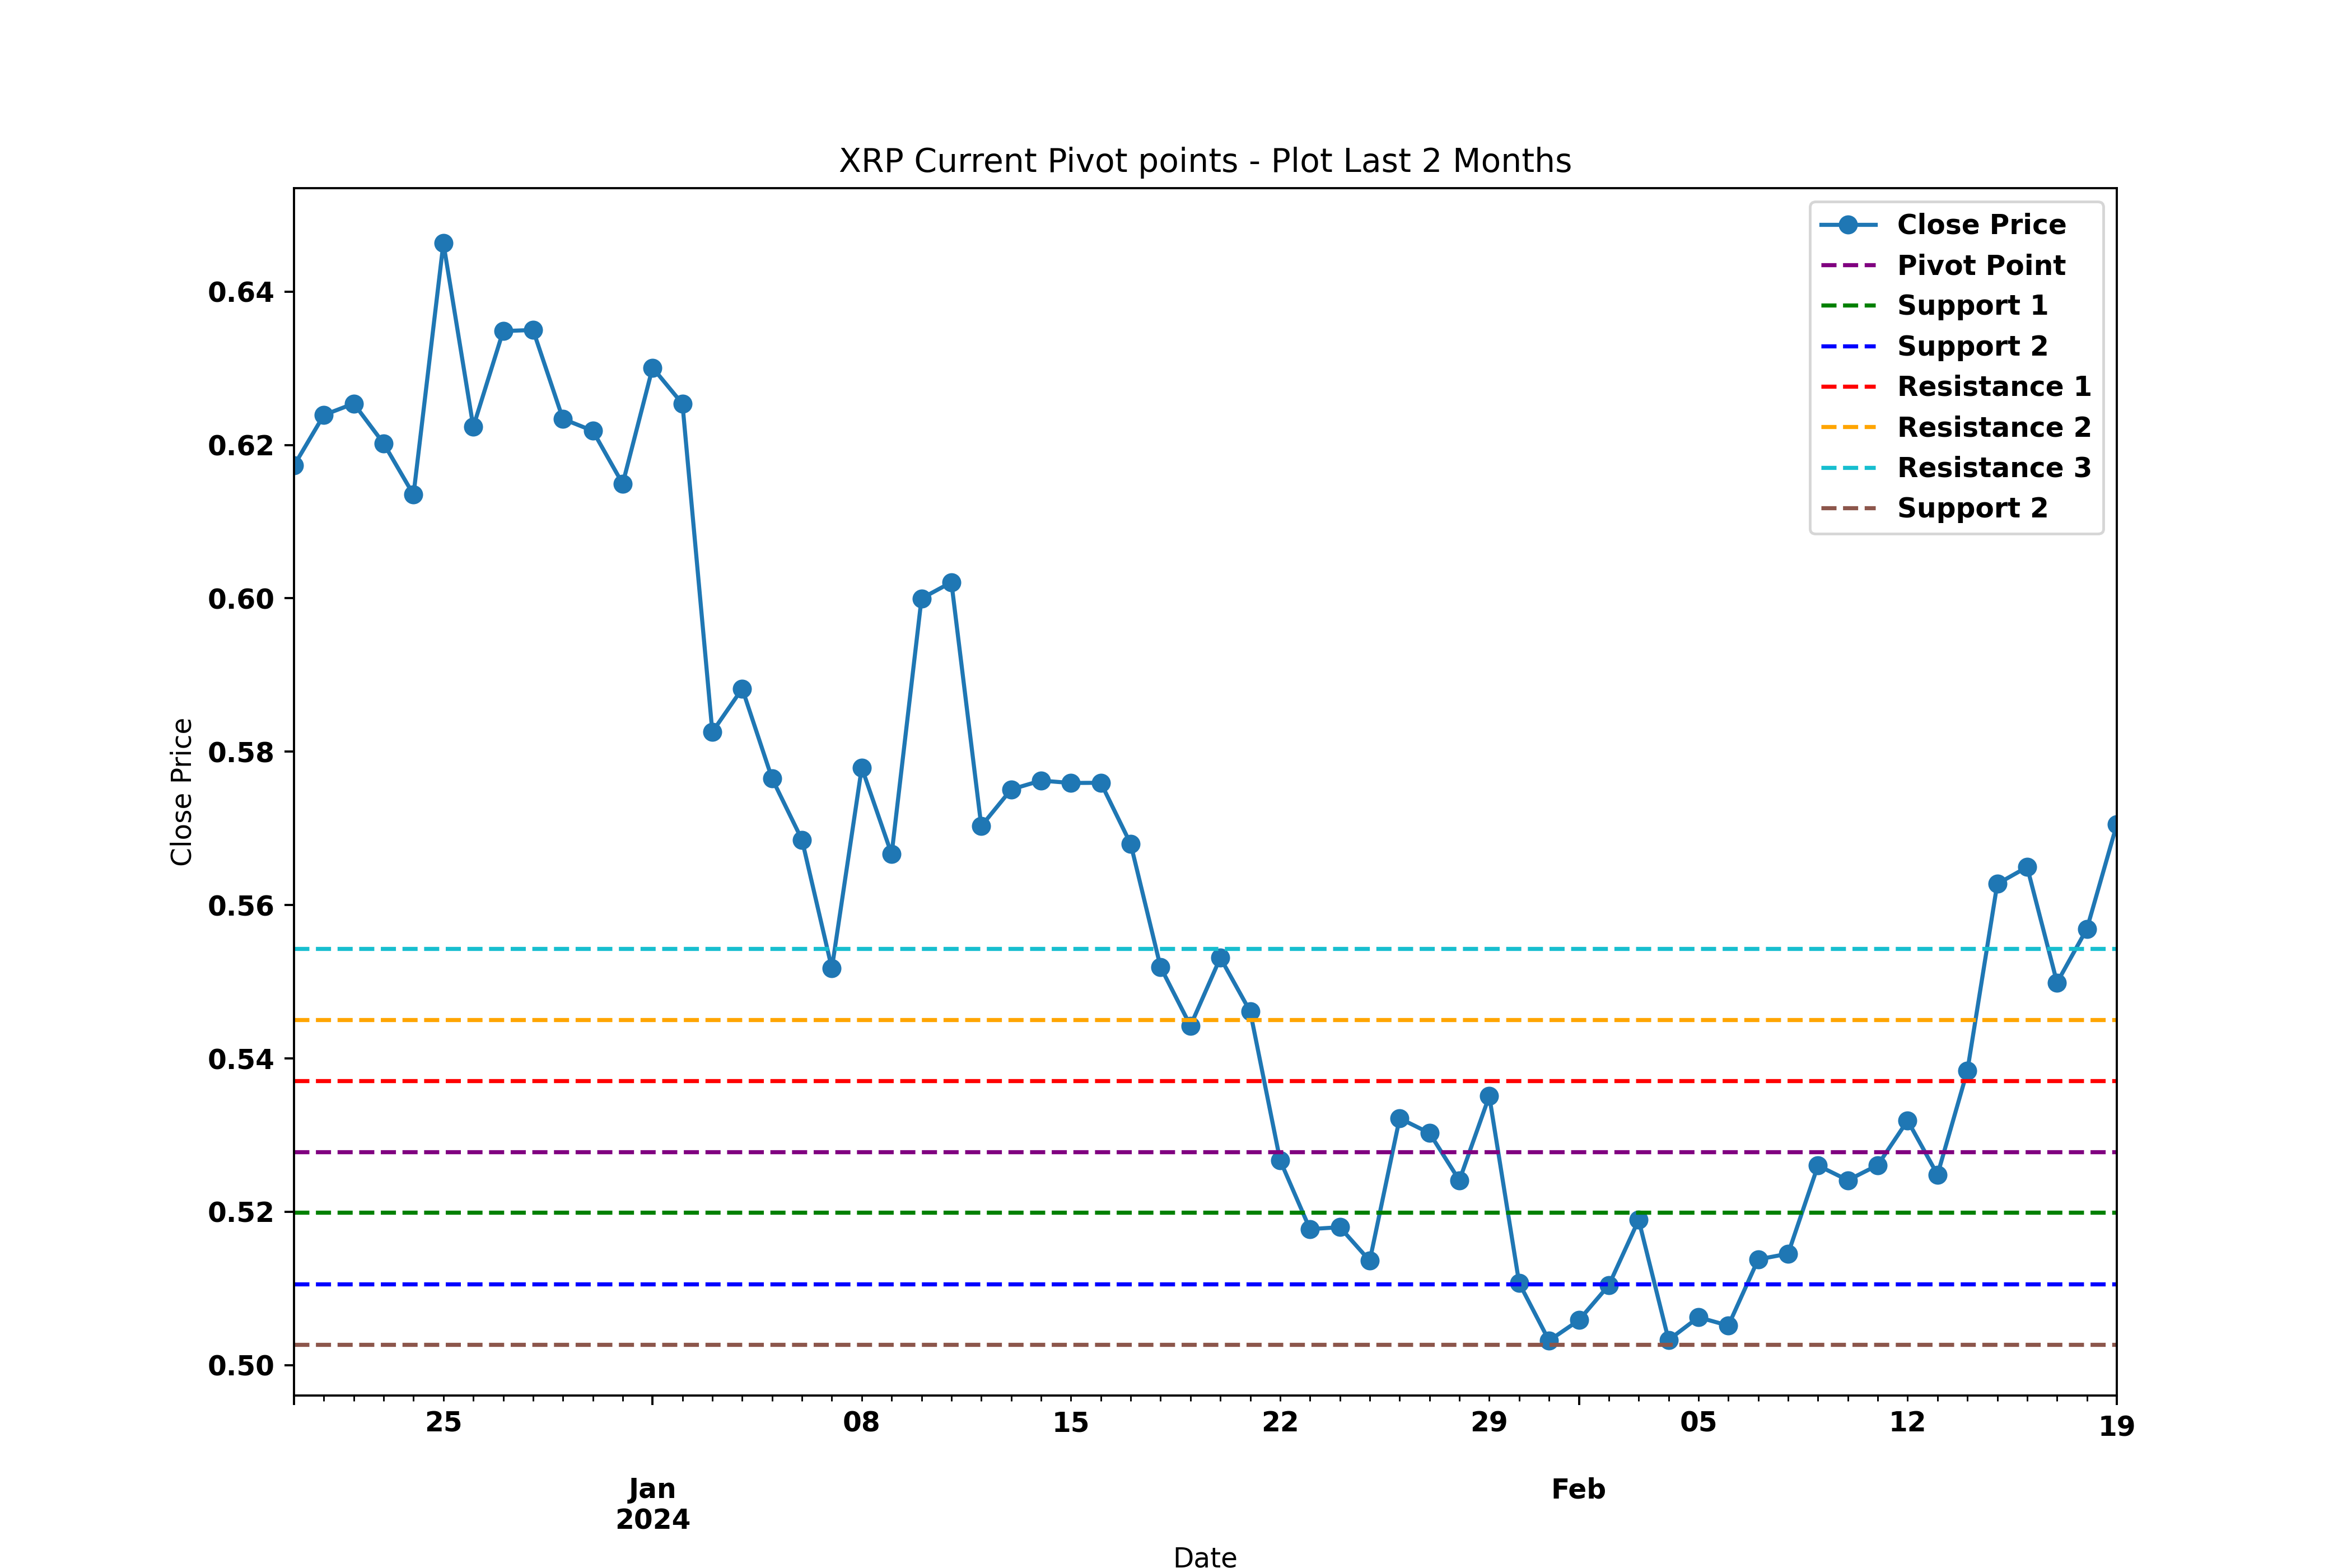 XRP Current Pivot points - Plot Last 2 Months
Close Price
Pivot Point
Support 1
Support 2
Resistance 1
Resistance 2
Resistance 3
Support 2
Close Price
0.64
0.62
0.60
0.58
0.56
0.54
0.52
0.50
25
08
15
22
29
05
12
19
Jan
2024
Feb
Date